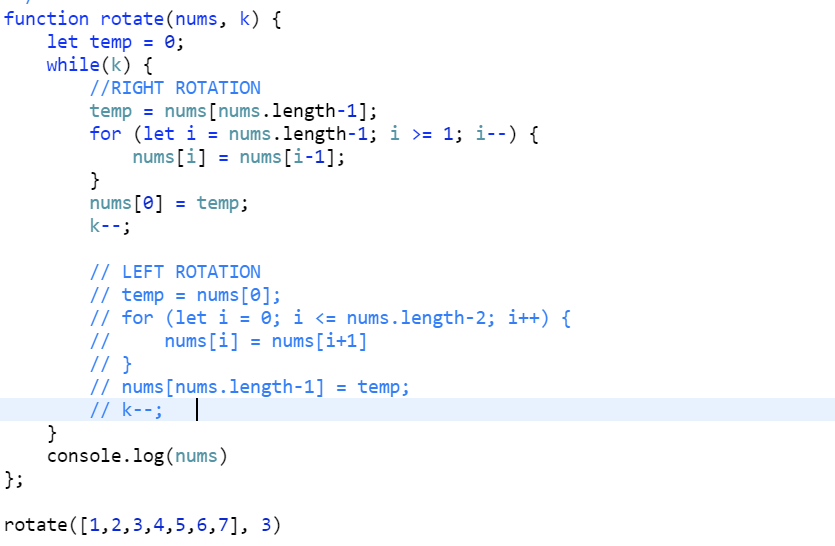 function rotate(nums, k) {
    let temp = 0;
    while(k) {
        //RIGHT ROTATION
        temp = nums[nums.length-1];
        for (let i = nums.length-1; i >= 1; i--) {
            nums[i] = nums[i-1];
        }
        nums[0] = temp;
        k--;

        // LEFT ROTATION
        // temp = nums[0];
        // for (let i = 0; i <= nums.length-2; i++) {
        //     nums[i] = nums[i+1]
        // }
        // nums[nums.length-1] = temp;
        // k--;
    }
    console.log(nums)
};

rotate([1,2,3,4,5,6,7], 3)